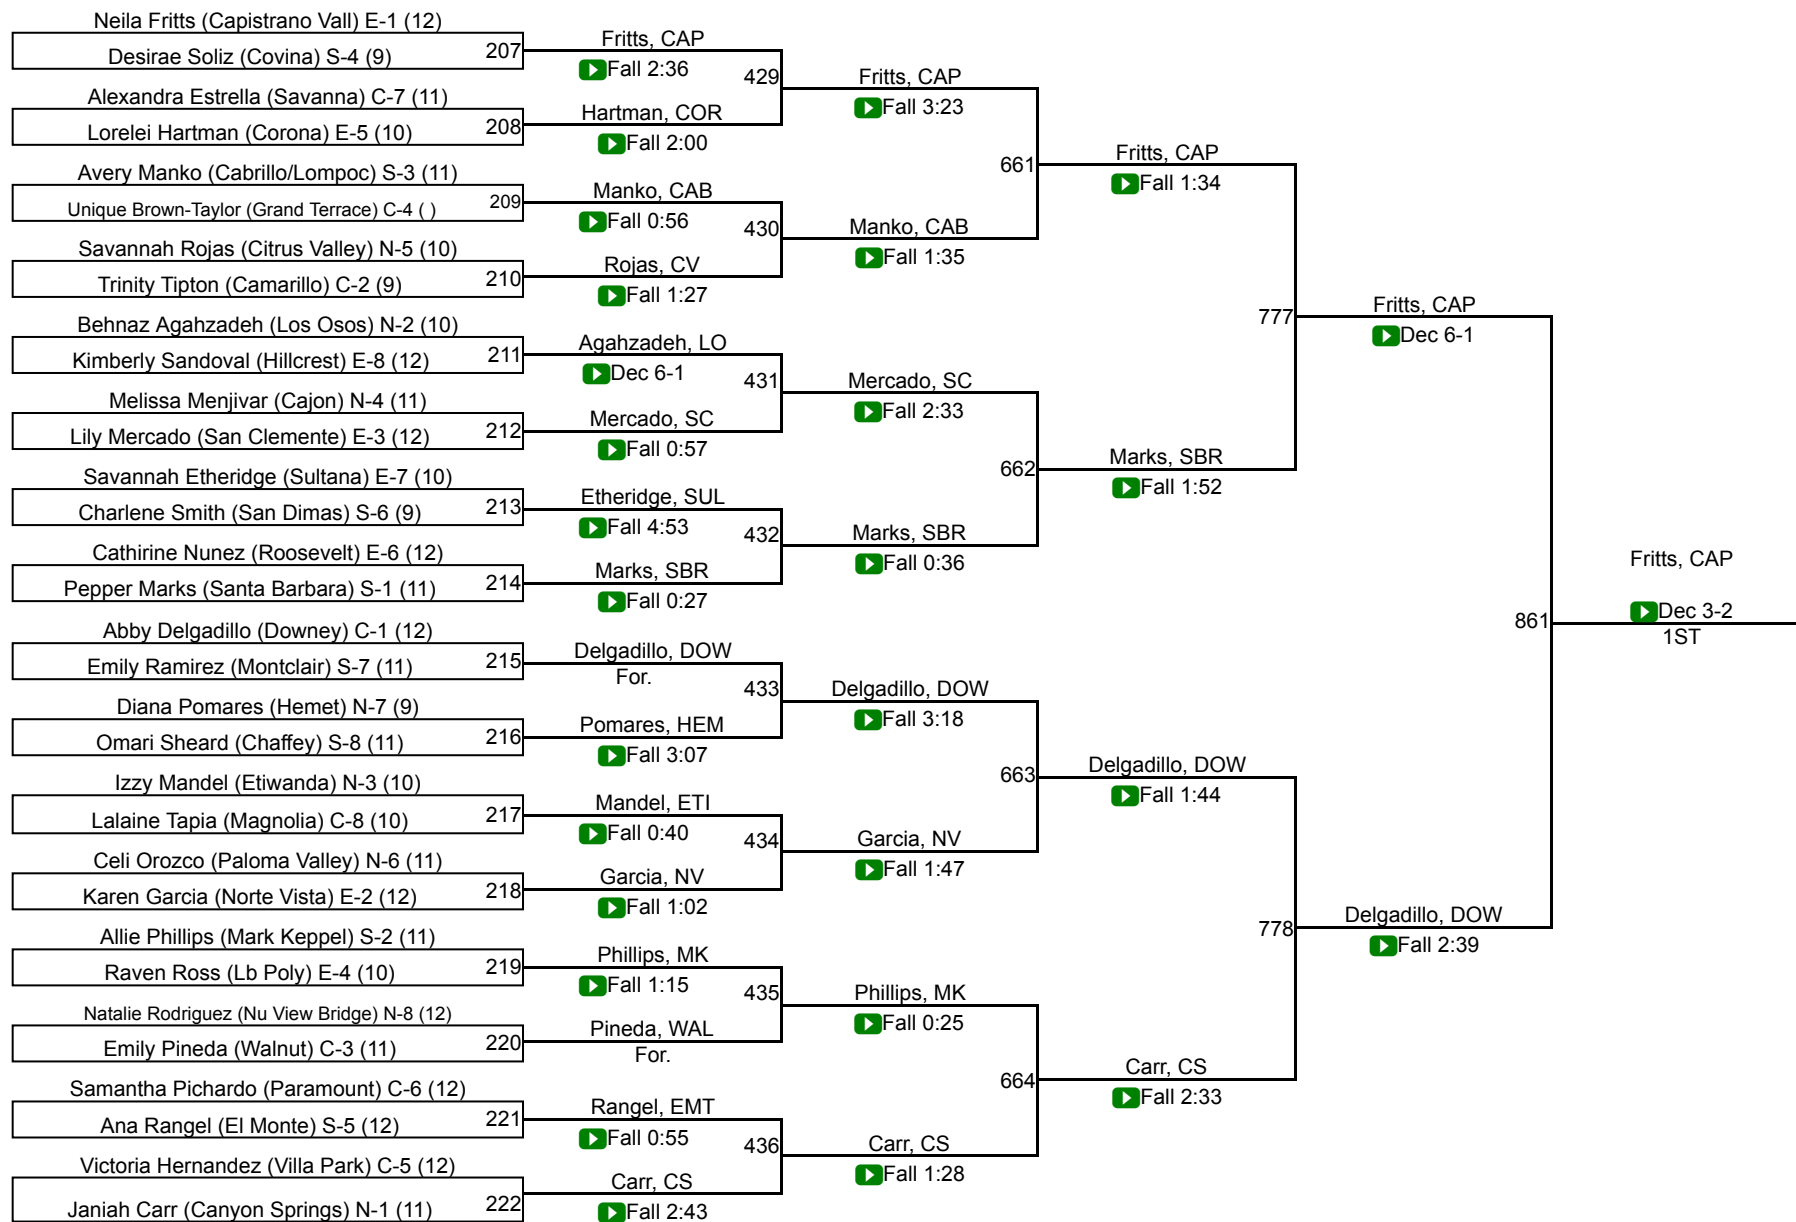 Neila Fritts (Capistrano Vall) E-1 (12)
Desirae Soliz (Covina) S-4 (9)
207
Alexandra Estrella (Savanna) C-7 (11)
Lorelei Hartman (Corona) E-5 (10)
208
Avery Manko (Cabrillo/Lompoc) S-3 (11)
Unique Brown-Taylor (Grand Terrace) C-4 ( )
209
Savannah Rojas (Citrus Valley) N-5 (10)
Trinity Tipton (Camarillo) C-2 (9)
210
Behnaz Agahzadeh (Los Osos) N-2 (10)
Kimberly Sandoval (Hillcrest) E-8 (12)
211
Melissa Menjivar (Cajon) N-4 (11)
Lily Mercado (San Clemente) E-3 (12)
212
Savannah Etheridge (Sultana) E-7 (10)
Charlene Smith (San Dimas) S-6 (9)
213
Cathirine Nunez (Roosevelt) E-6 (12)
Pepper Marks (Santa Barbara) S-1 (11)
214
Abby Delgadillo (Downey) C-1 (12)
Emily Ramirez (Montclair) S-7 (11)
215
Diana Pomares (Hemet) N-7 (9)
Omari Sheard (Chaffey) S-8 (11)
216
Izzy Mandel (Etiwanda) N-3 (10)
Lalaine Tapia (Magnolia) C-8 (10)
217
Celi Orozco (Paloma Valley) N-6 (11)
Karen Garcia (Norte Vista) E-2 (12)
218
Allie Phillips (Mark Keppel) S-2 (11)
Raven Ross (Lb Poly) E-4 (10)
219
Natalie Rodriguez (Nu View Bridge) N-8 (12)
Emily Pineda (Walnut) C-3 (11)
220
Samantha Pichardo (Paramount) C-6 (12)
Ana Rangel (El Monte) S-5 (12)
221
Victoria Hernandez (Villa Park) C-5 (12)
Janiah Carr (Canyon Springs) N-1 (11)
222
Fritts, CAP
Fall 2:36
429
Hartman, COR
Fall 2:00
Manko, CAB
Fall 0:56
430
Rojas, CV
Fall 1:27
Agahzadeh, LO
Dec 6-1
431
Mercado, SC
Fall 0:57
Etheridge, SUL
Fall 4:53
432
Marks, SBR
Fall 0:27
Delgadillo, DOW
For.
433
Pomares, HEM
Fall 3:07
Mandel, ETI
Fall 0:40
434
Garcia, NV
Fall 1:02
Phillips, MK
Fall 1:15
435
Pineda, WAL
For.
Rangel, EMT
Fall 0:55
436
Carr, CS
Fall 2:43
Fritts, CAP
Fall 3:23
661
Manko, CAB
Fall 1:35
Mercado, SC
Fall 2:33
662
Marks, SBR
Fall 0:36
Delgadillo, DOW
Fall 3:18
663
Garcia, NV
Fall 1:47
Phillips, MK
Fall 0:25
664
Carr, CS
Fall 1:28
Fritts, CAP
Fall 1:34
777
Marks, SBR
Fall 1:52
Delgadillo, DOW
Fall 1:44
778
Carr, CS
Fall 2:33
Fritts, CAP
Dec 6-1
861
Delgadillo, DOW
Fall 2:39
Fritts, CAP
Dec 3-2
1ST